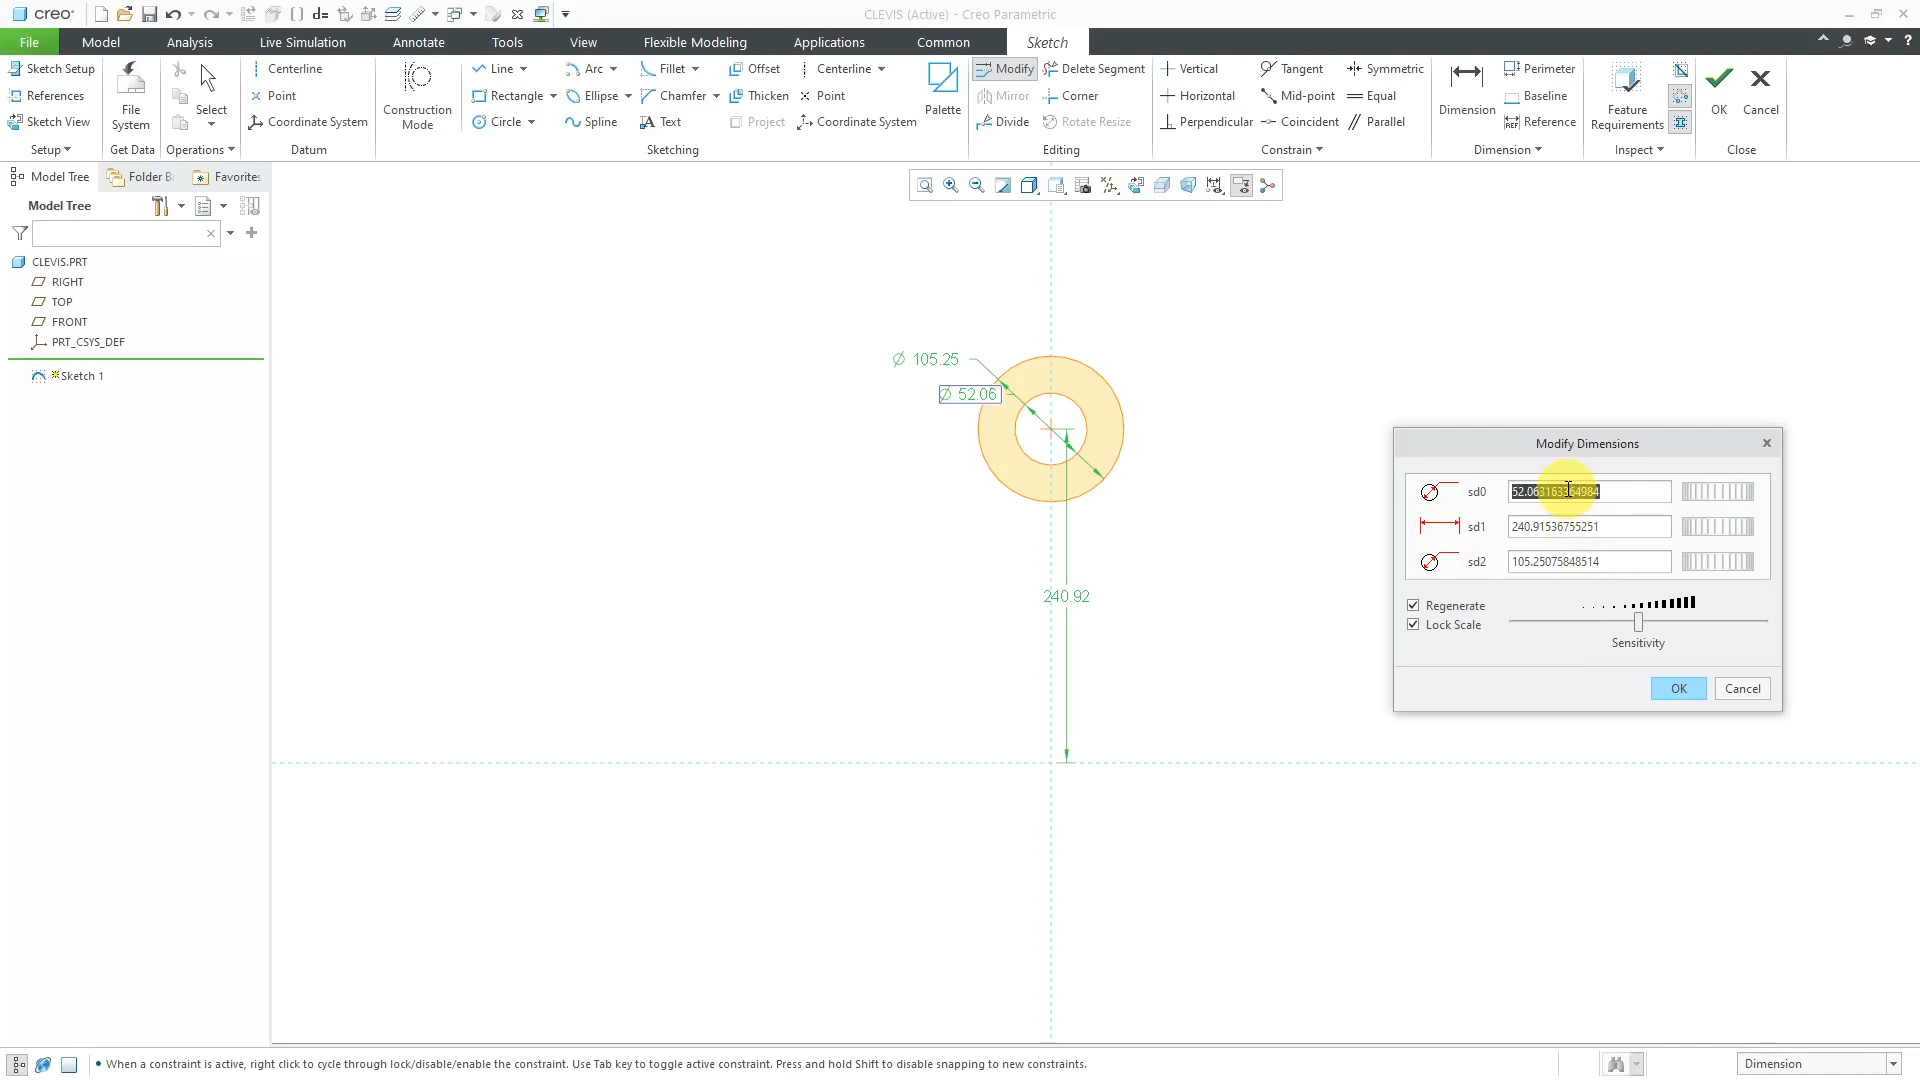 creo
CLEVIS (Active) - Creo Parametric
File Model Analysis Live Simulation Annotate Tools View Flexible Modeling Applications Common Sketch
Sketch Setup
References
Sketch View
Setup
File System
Get Data
Select
Operations
Centerline
Point
Coordinate System
Datum
Construction Mode
Line Arc Fillet Offset Centerline
Rectangle Ellipse Chamfer Thicken Point
Circle Spline Text Project Coordinate System
Palette
Sketching
Modify Delete Segment
Mirror Corner
Divide Rotate Resize
Editing
Vertical Tangent Symmetric
Horizontal Mid-point Equal
Perpendicular Coincident Parallel
Constrain
Dimension
Perimeter
Baseline
Reference
Dimension
Feature Requirements
Inspect
OK
Cancel
Close
Model Tree Folder B Favorites
Model Tree
CLEVIS.PRT
RIGHT
TOP
FRONT
PRT_CSYS_DEF
Sketch 1
Ø 105.25
Ø 52.06
240.92
Modify Dimensions
sd0 52.063163364984
sd1 240.91536755251
sd2 105.25075848514
Regenerate
Lock Scale
Sensitivity
OK Cancel
• When a constraint is active, right click to cycle through lock/disable/enable the constraint. Use Tab key to toggle active constraint. Press and hold Shift to disable snapping to new constraints.
Dimension